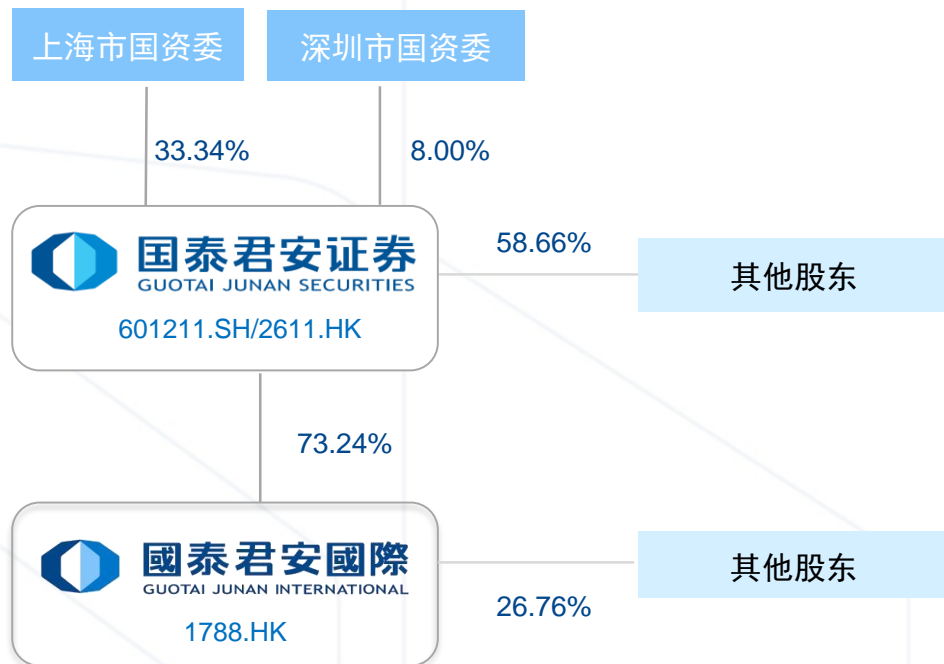 上海市国资委
深圳市国资委
33.34%
8.00%
国泰君安证券
GUOTAI JUNAN SECURITIES
601211.SH/2611.HK
58.66%
其他股东
73.24%
國泰君安國際
GUOTAI JUNAN INTERNATIONAL
1788.HK
26.76%
其他股东